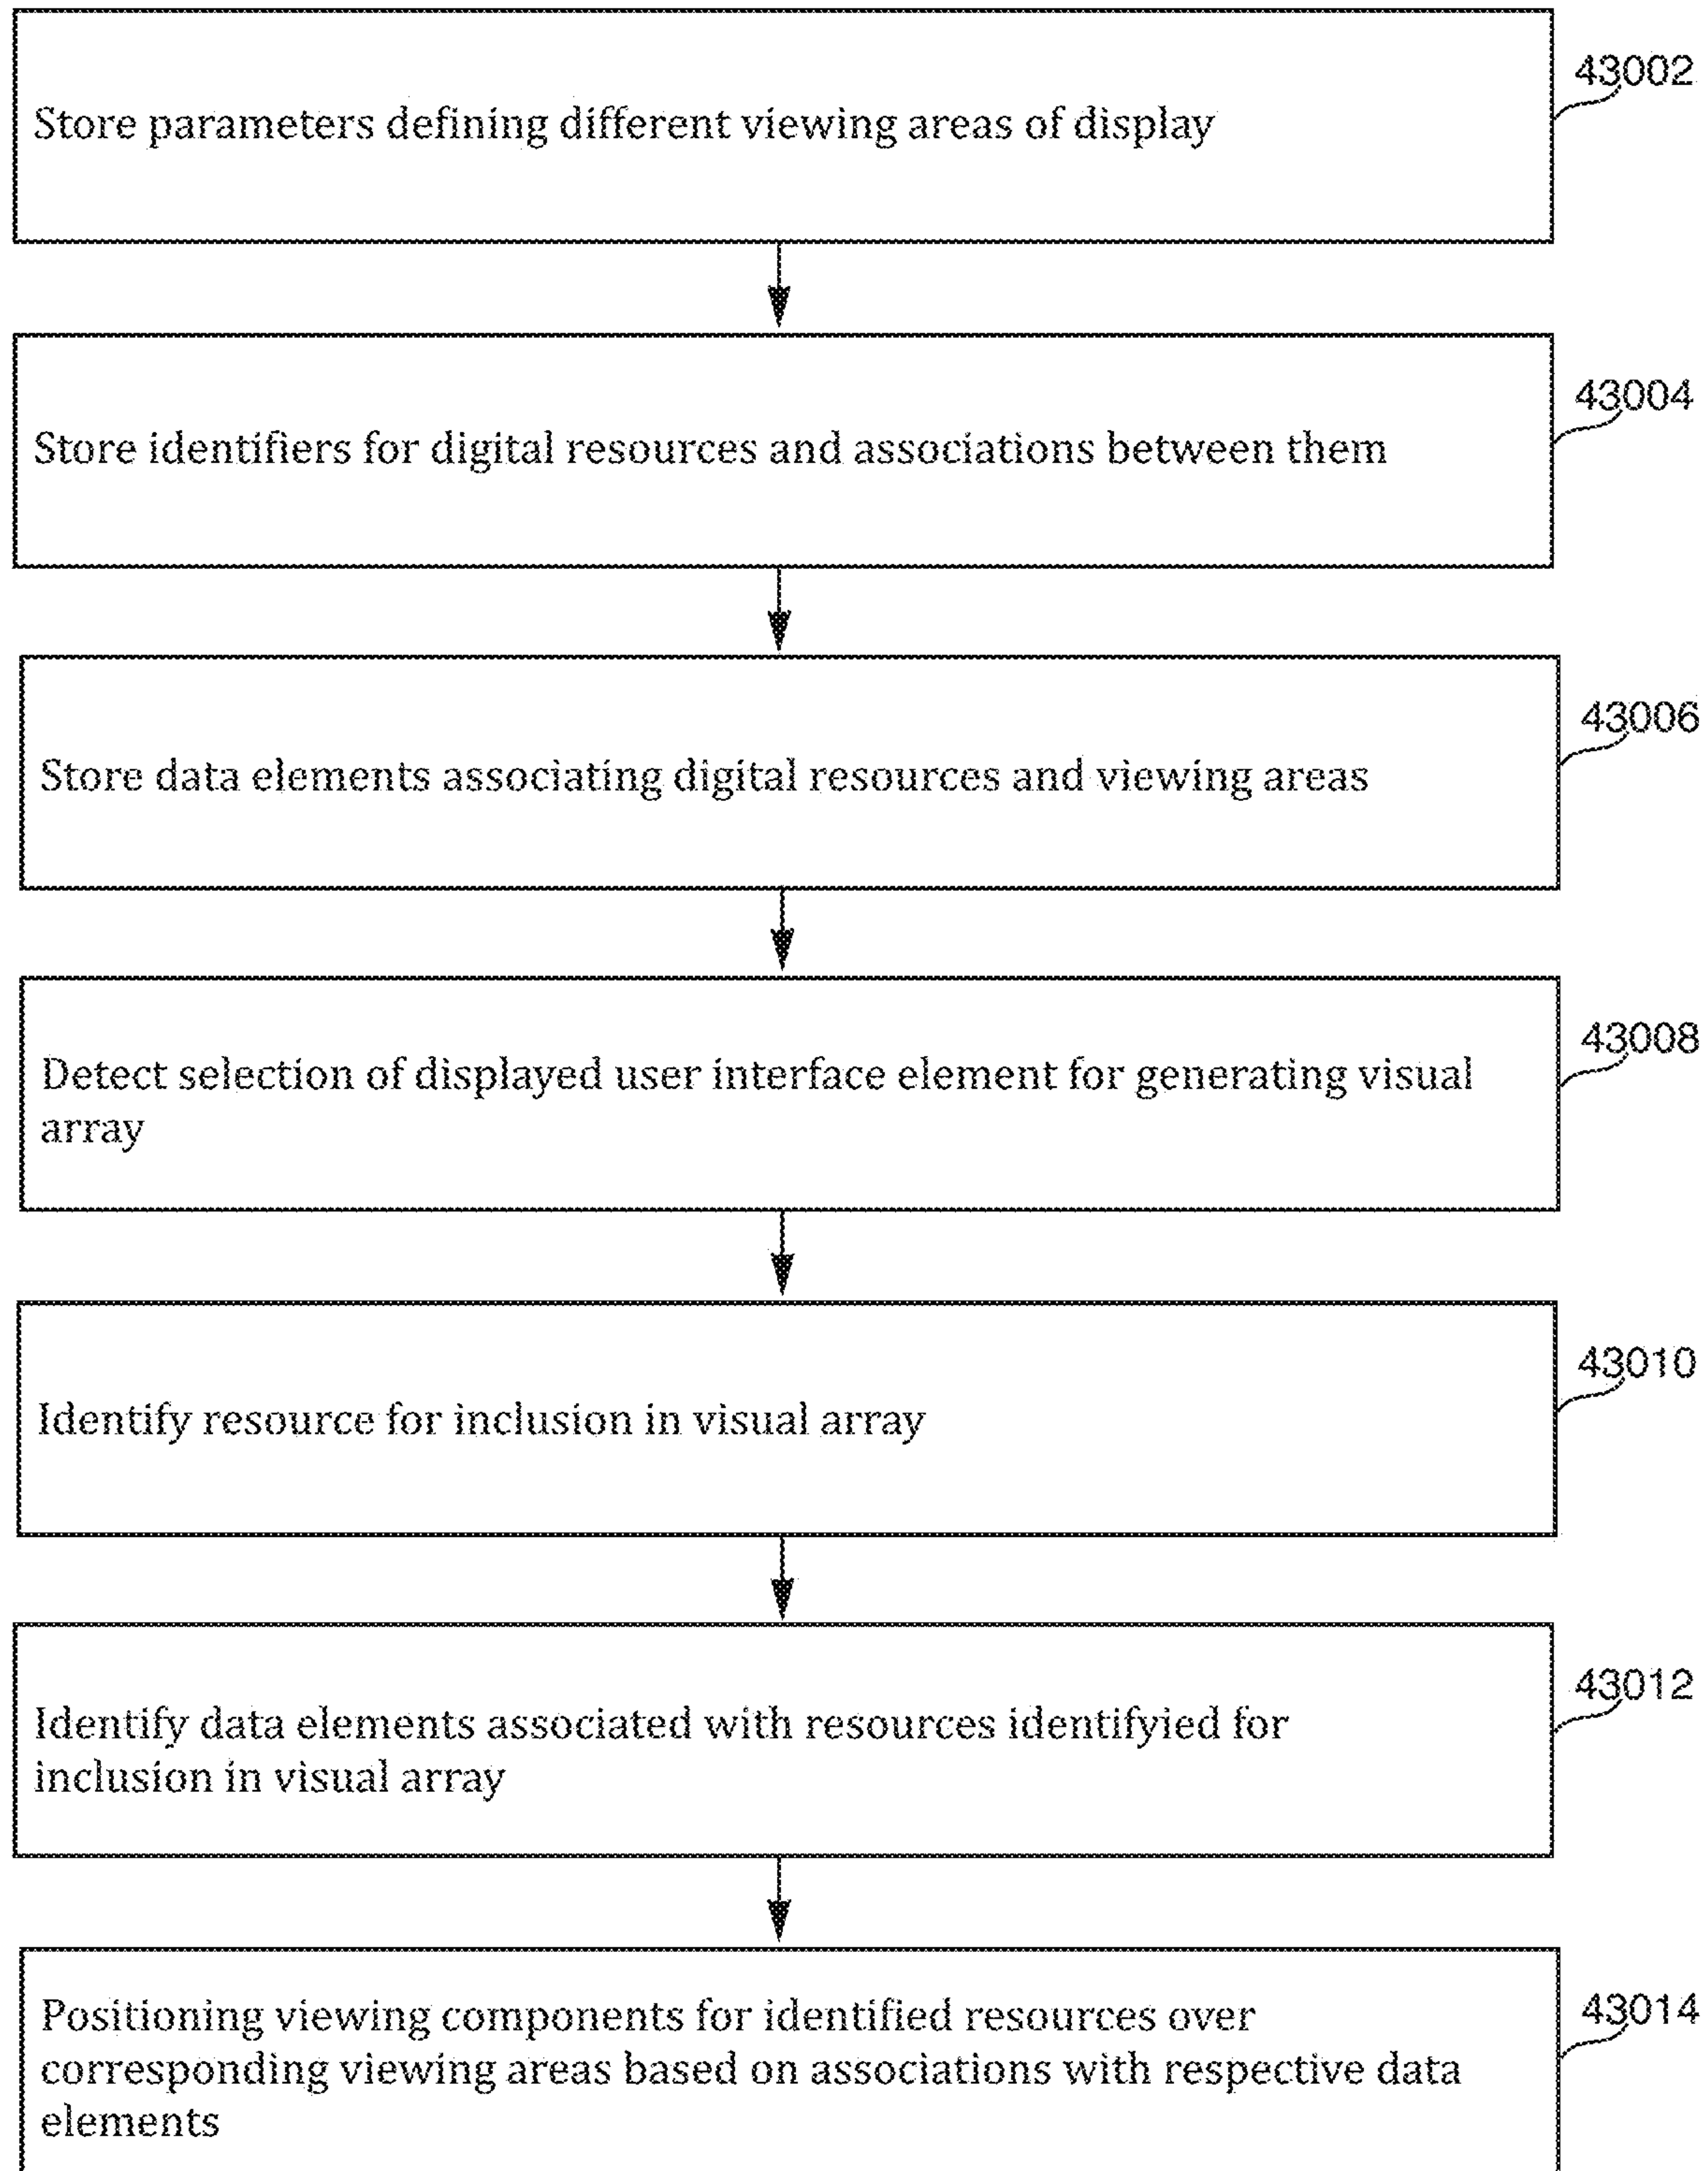 43002
Store parameters defining different viewing areas of display
43004
Store identifiers for digital resources and associations between them
43006
Store data elements associating digital resources and viewing areas
43008
Detect selection of displayed user interface element for generating visual
array
43010
Identify resource for inclusion in visual array
43012
Identify data elements associated with resources identifyied for
inclusion in visual array
43014
Positioning viewing components for identified resources over
corresponding viewing areas based on associations with respective data
elements